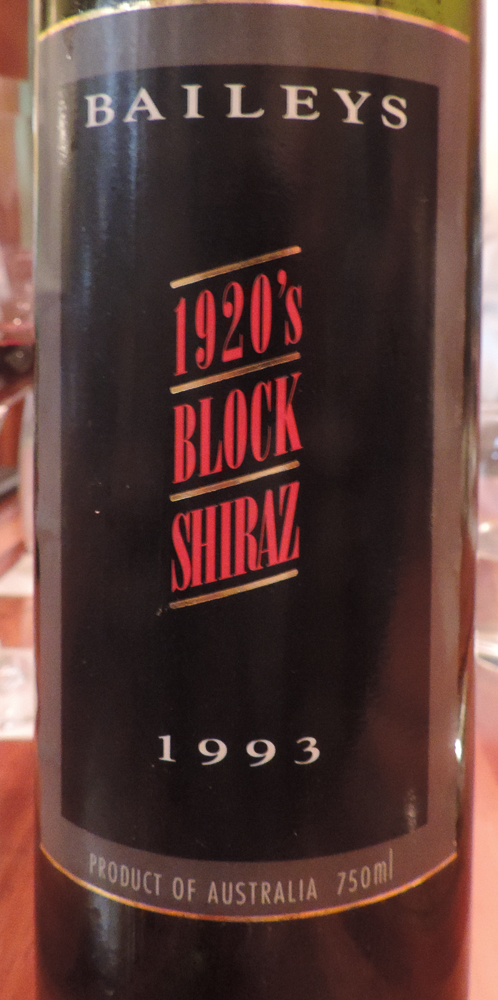 BAILEYS
1920's
BLOCK
SHIRAZ
1993
PRODUCT OF AUSTRALIA 750ml